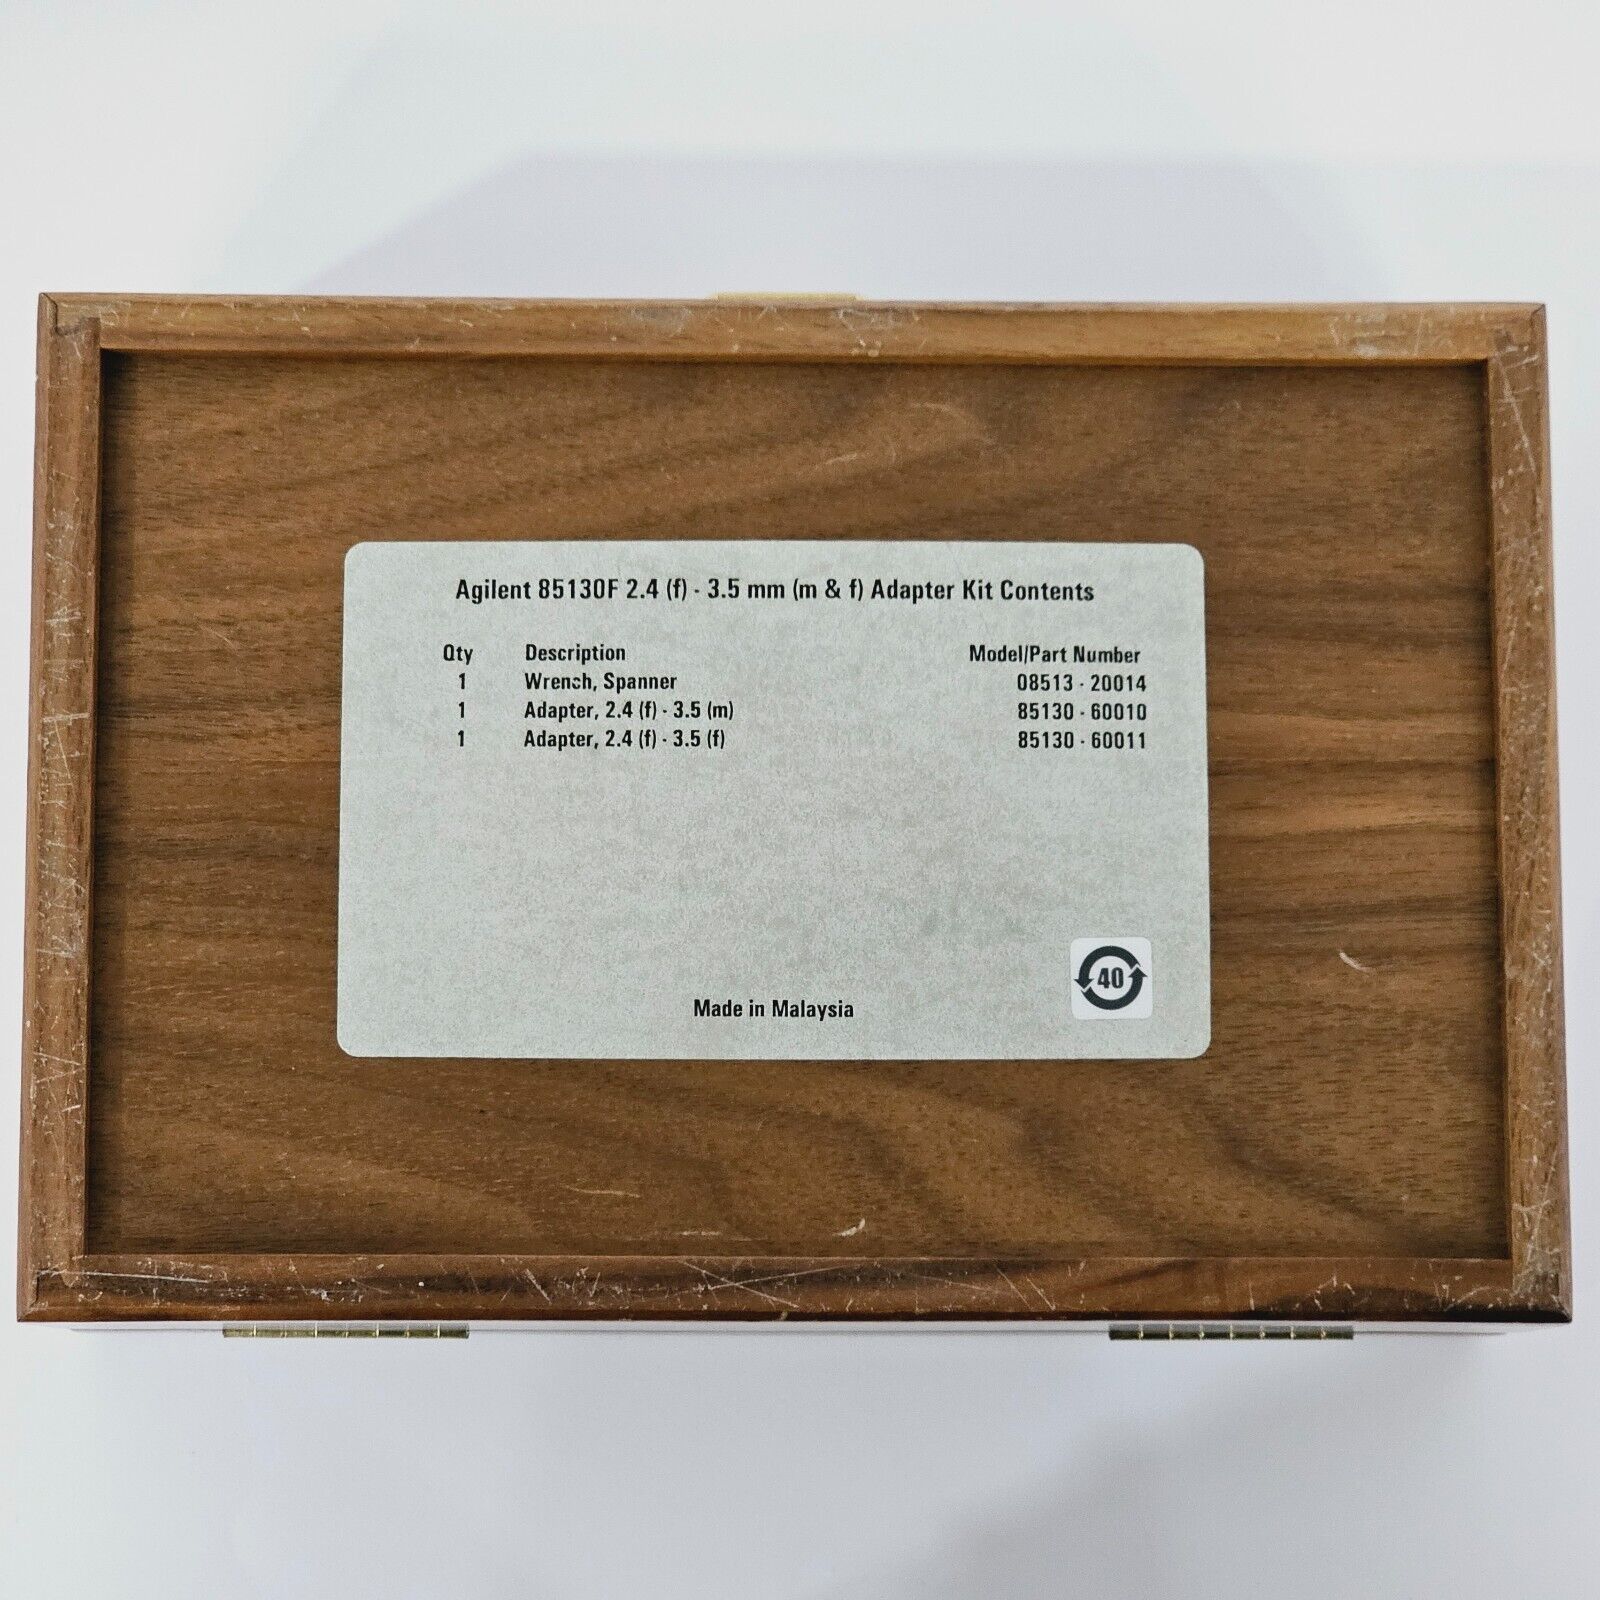 Agilent 85130F 2.4 (f) - 3.5 mm (m & f) Adapter Kit Contents
Qty Description Model/Part Number
1 Wrench, Spanner 08513 - 20014
1 Adapter, 2.4 (f) - 3.5 (m) 85130 - 60010
1 Adapter, 2.4 (f) - 3.5 (f) 85130 - 60011
40
Made in Malaysia